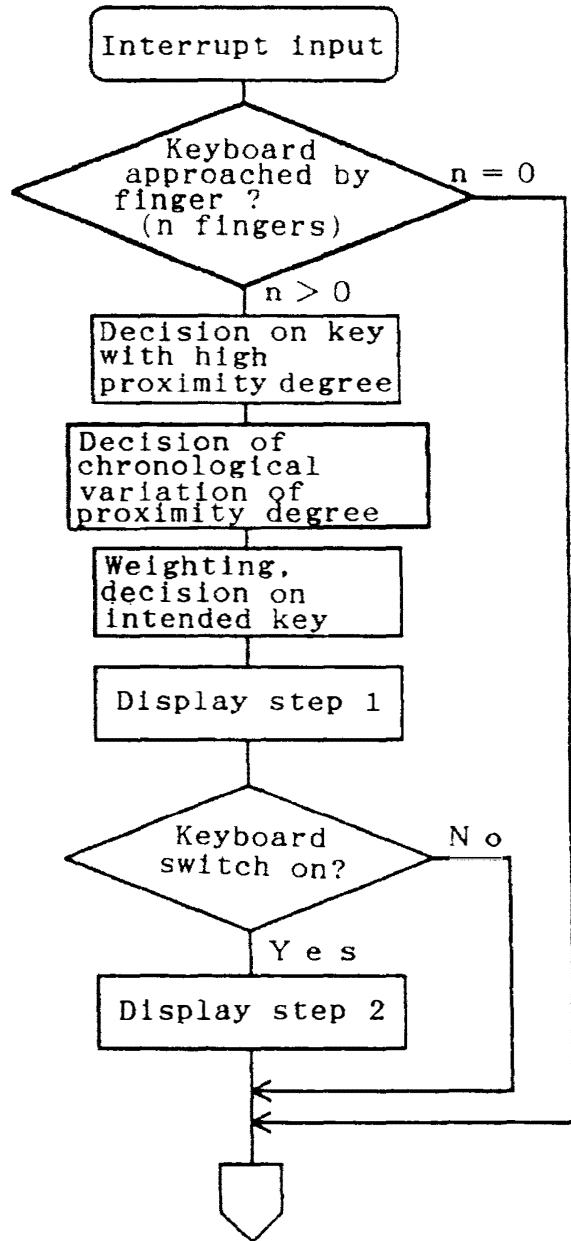 Interrupt input
Keyboard
approached by
finger ?
(n fingers)
n = 0
n > 0
Decision on key
with high
proximity degree
Decision of
chronological
variation of
proximity degree
Weighting,
decision on
intended key
Display step 1
Keyboard
switch on?
No
Yes
Display step 2